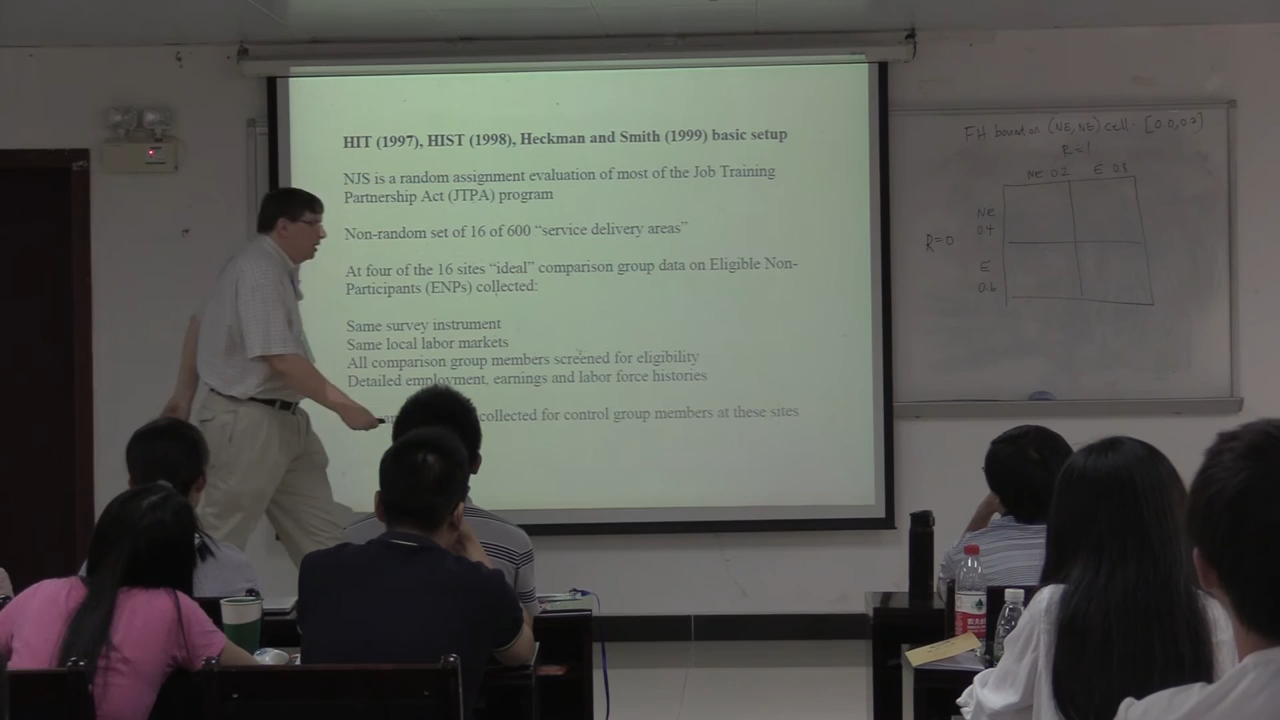 HIT (1997), HIST (1998), Heckman and Smith (1999) basic setup
NJS is a random assignment evaluation of most of the Job Training
Partnership Act (JTPA) program
Non-random set of 16 of 600 “service delivery areas”
At four of the 16 sites “ideal” comparison group data on Eligible Non-
Participants (ENPs) collected:
Same survey instrument
Same local labor markets
All comparison group members screened for eligibility
Detailed employment, earnings and labor force histories
collected for control group members at these sites
FH bound on (NE, NE) cell: [0.0, 0.2]
R=1
NE 0.2 E 0.8
NE
0.4
R=0
E
0.6